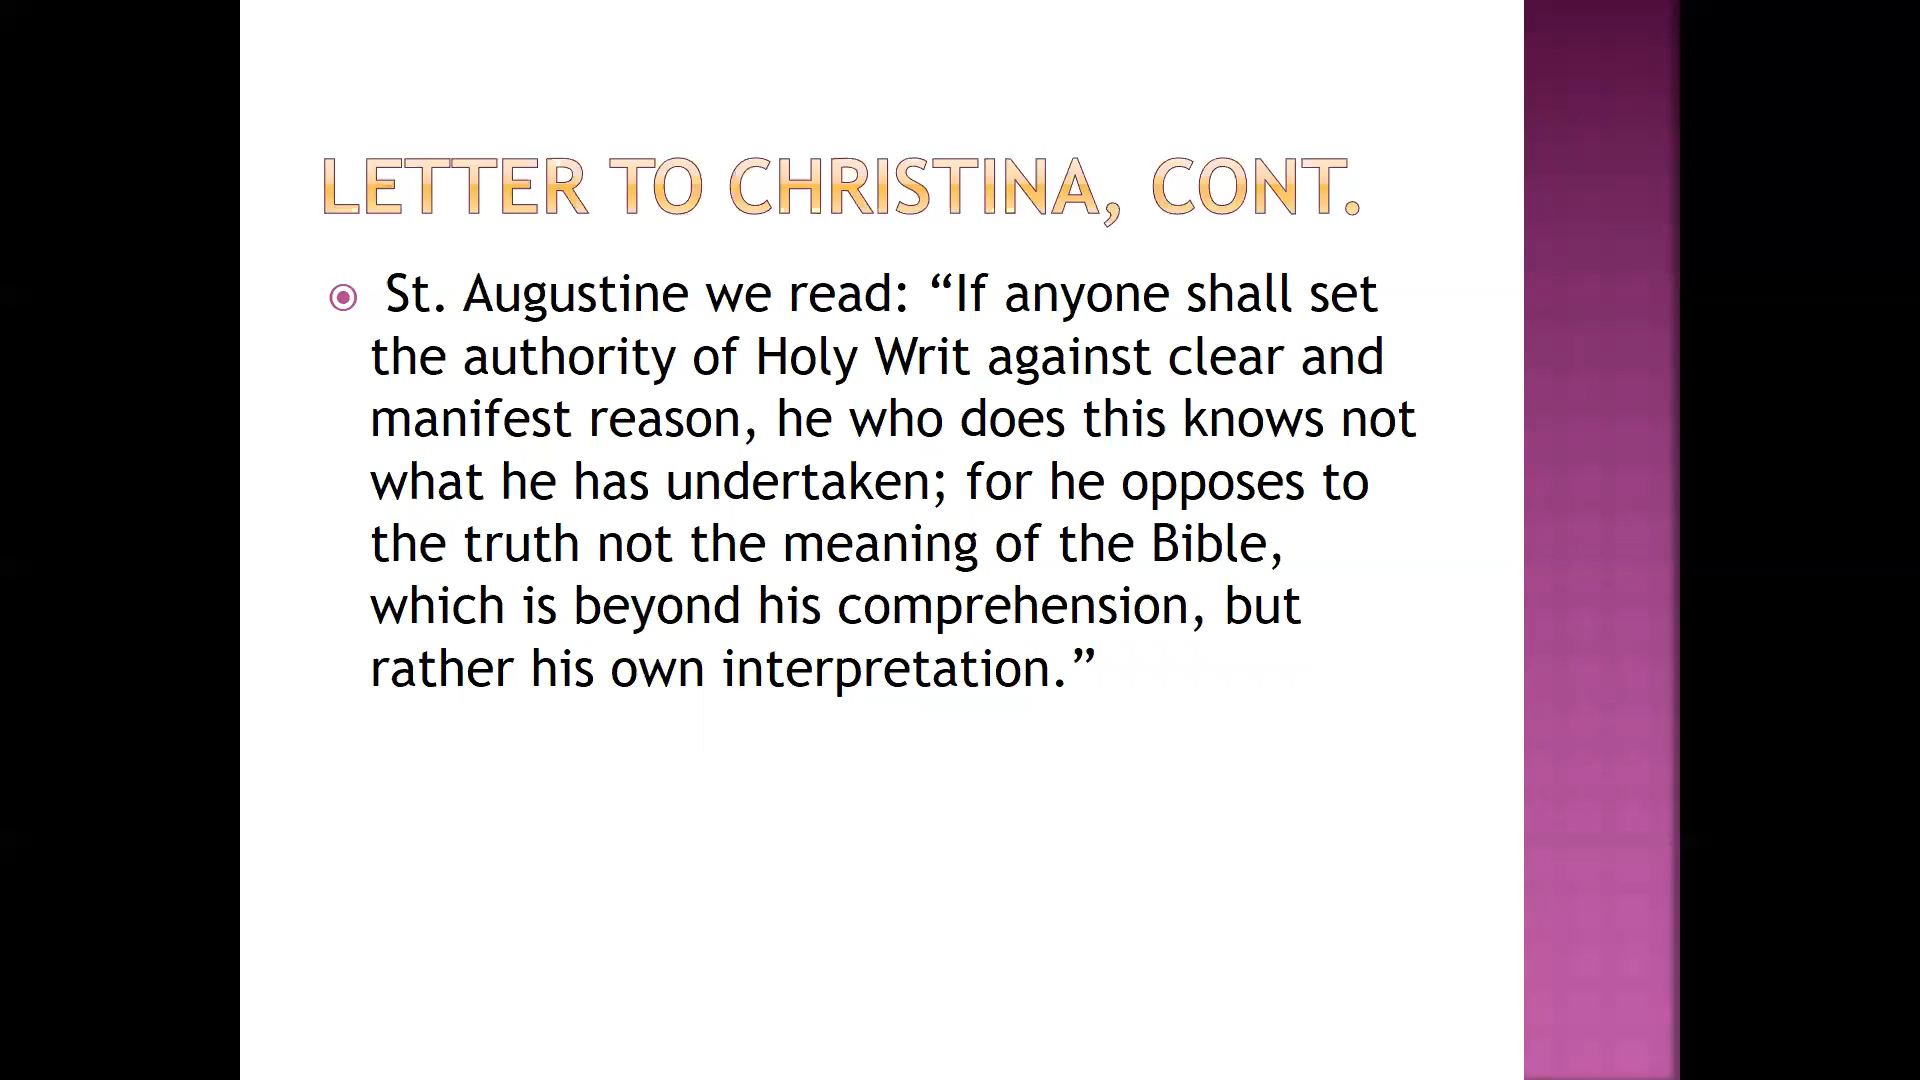 LETTER TO CHRISTINA, CONT.
St. Augustine we read: “If anyone shall set
the authority of Holy Writ against clear and
manifest reason, he who does this knows not
what he has undertaken; for he opposes to
the truth not the meaning of the Bible,
which is beyond his comprehension, but
rather his own interpretation.”